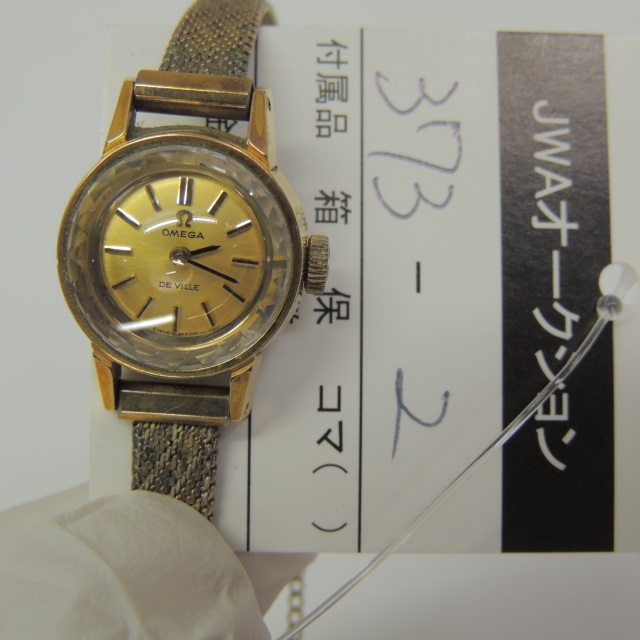 Ω
OMEGA
DE VILLE
JWAオークション
373-2
付属品 箱 保
コマ( )